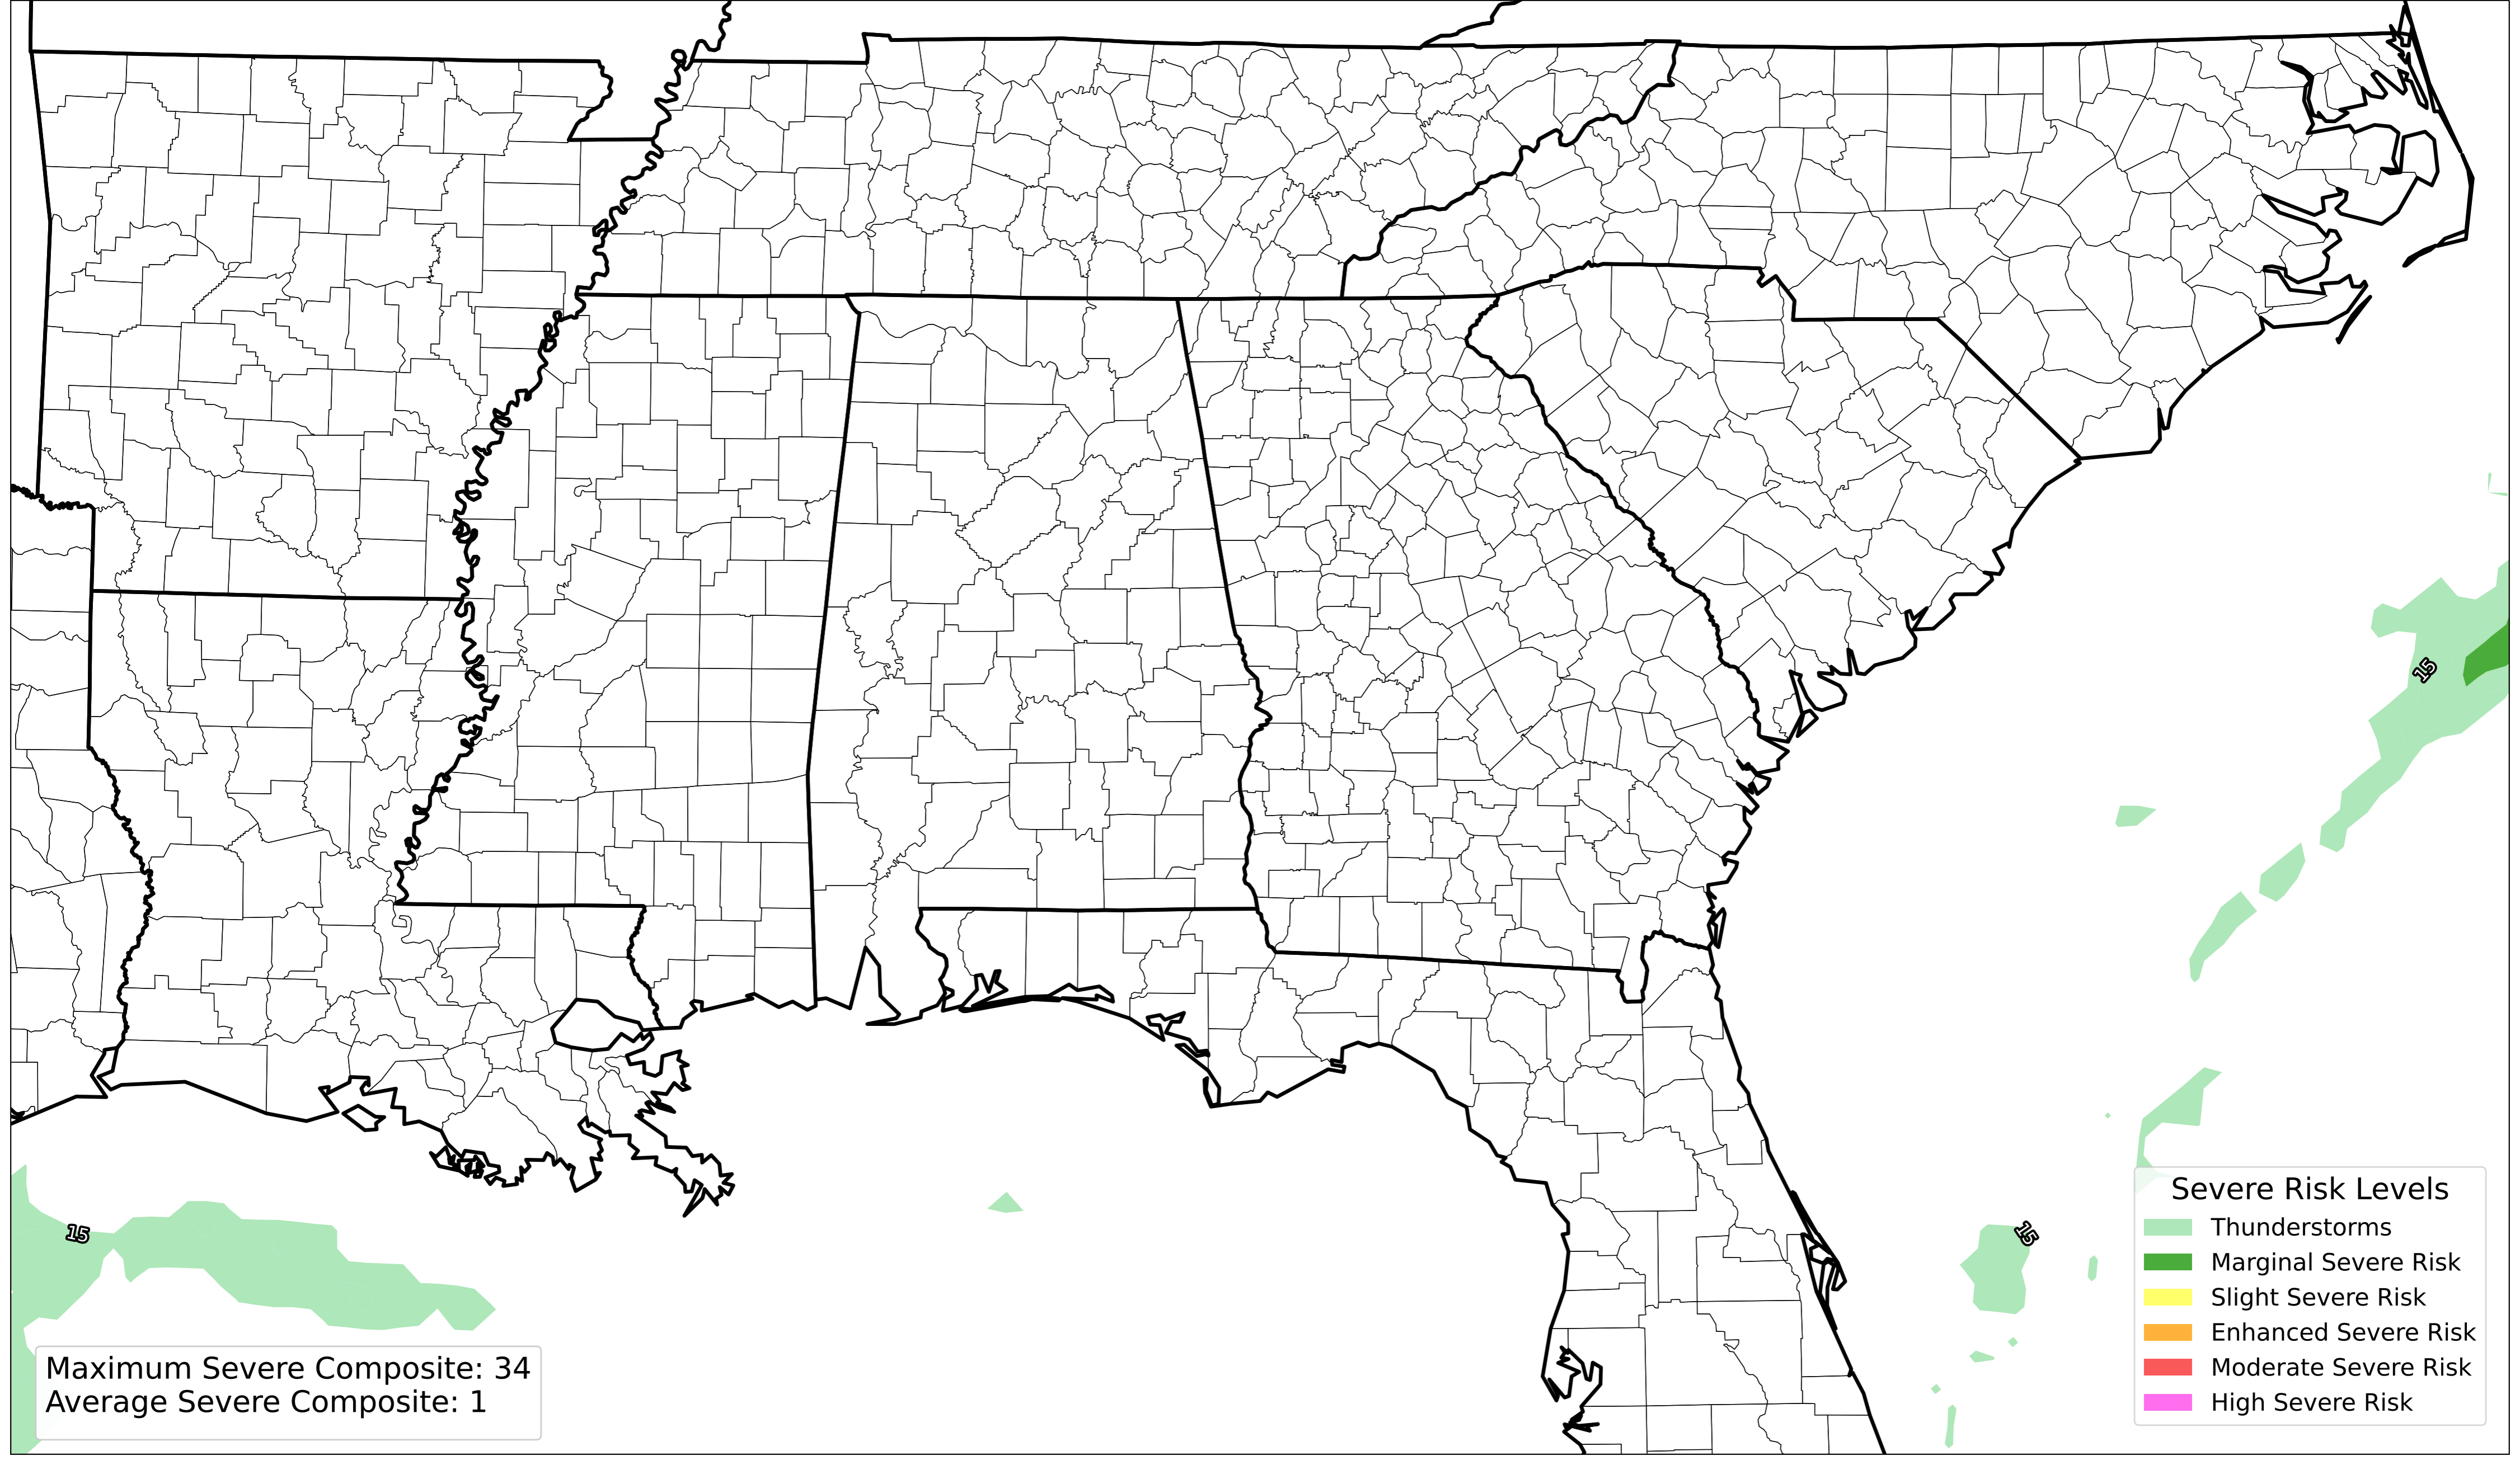 15
15
15
Severe Risk Levels
Thunderstorms
Marginal Severe Risk
Slight Severe Risk
Enhanced Severe Risk
Moderate Severe Risk
High Severe Risk
Maximum Severe Composite: 34
Average Severe Composite: 1